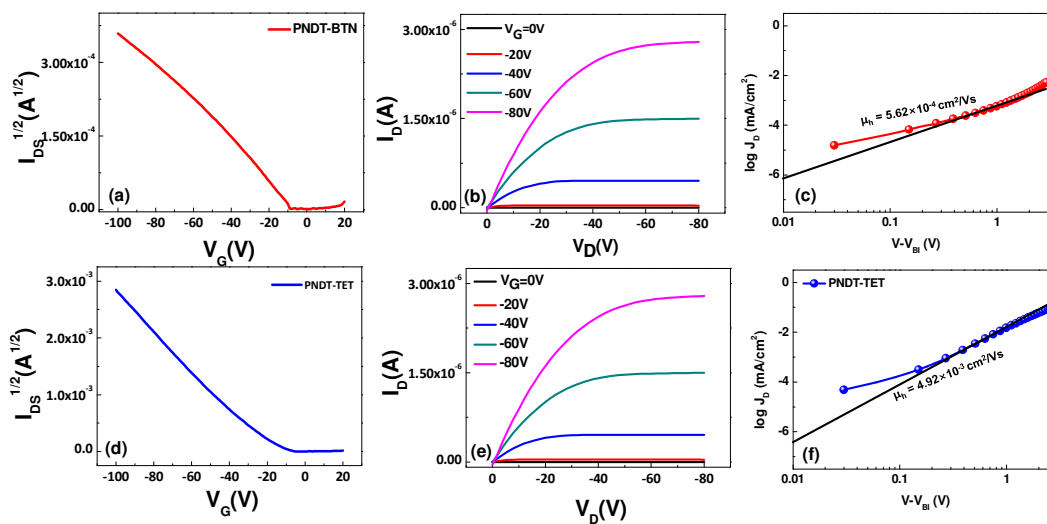 PNDT-BTN
3.00x10⁻⁴
1.50x10⁻⁴
0.00
I_DS^1/2(A^1/2)
(a)
-100 -80 -60 -40 -20 0 20
V_G(V)
3.00x10⁻⁶
1.50x10⁻⁶
0.00
I_D(A)
V_G=0V
-20V
-40V
-60V
-80V
(b)
0 -20 -40 -60 -80
V_D(V)
0
-2
-4
-6
log J_D (mA/cm²)
μ_h = 5.62×10⁻⁴ cm²/Vs
(c)
0.01 0.1 1
V-V_BI (V)
PNDT-TET
3.0x10⁻³
2.0x10⁻³
1.0x10⁻³
0.0
I_DS^1/2(A^1/2)
(d)
-100 -80 -60 -40 -20 0 20
V_G(V)
3.00x10⁻⁶
1.50x10⁻⁶
0.00
I_D(A)
V_G=0V
-20V
-40V
-60V
-80V
(e)
0 -20 -40 -60 -80
V_D(V)
PNDT-TET
0
-2
-4
-6
log J_D (mA/cm²)
μ_h = 4.92×10⁻³ cm²/Vs
(f)
0.01 0.1 1
V-V_BI (V)